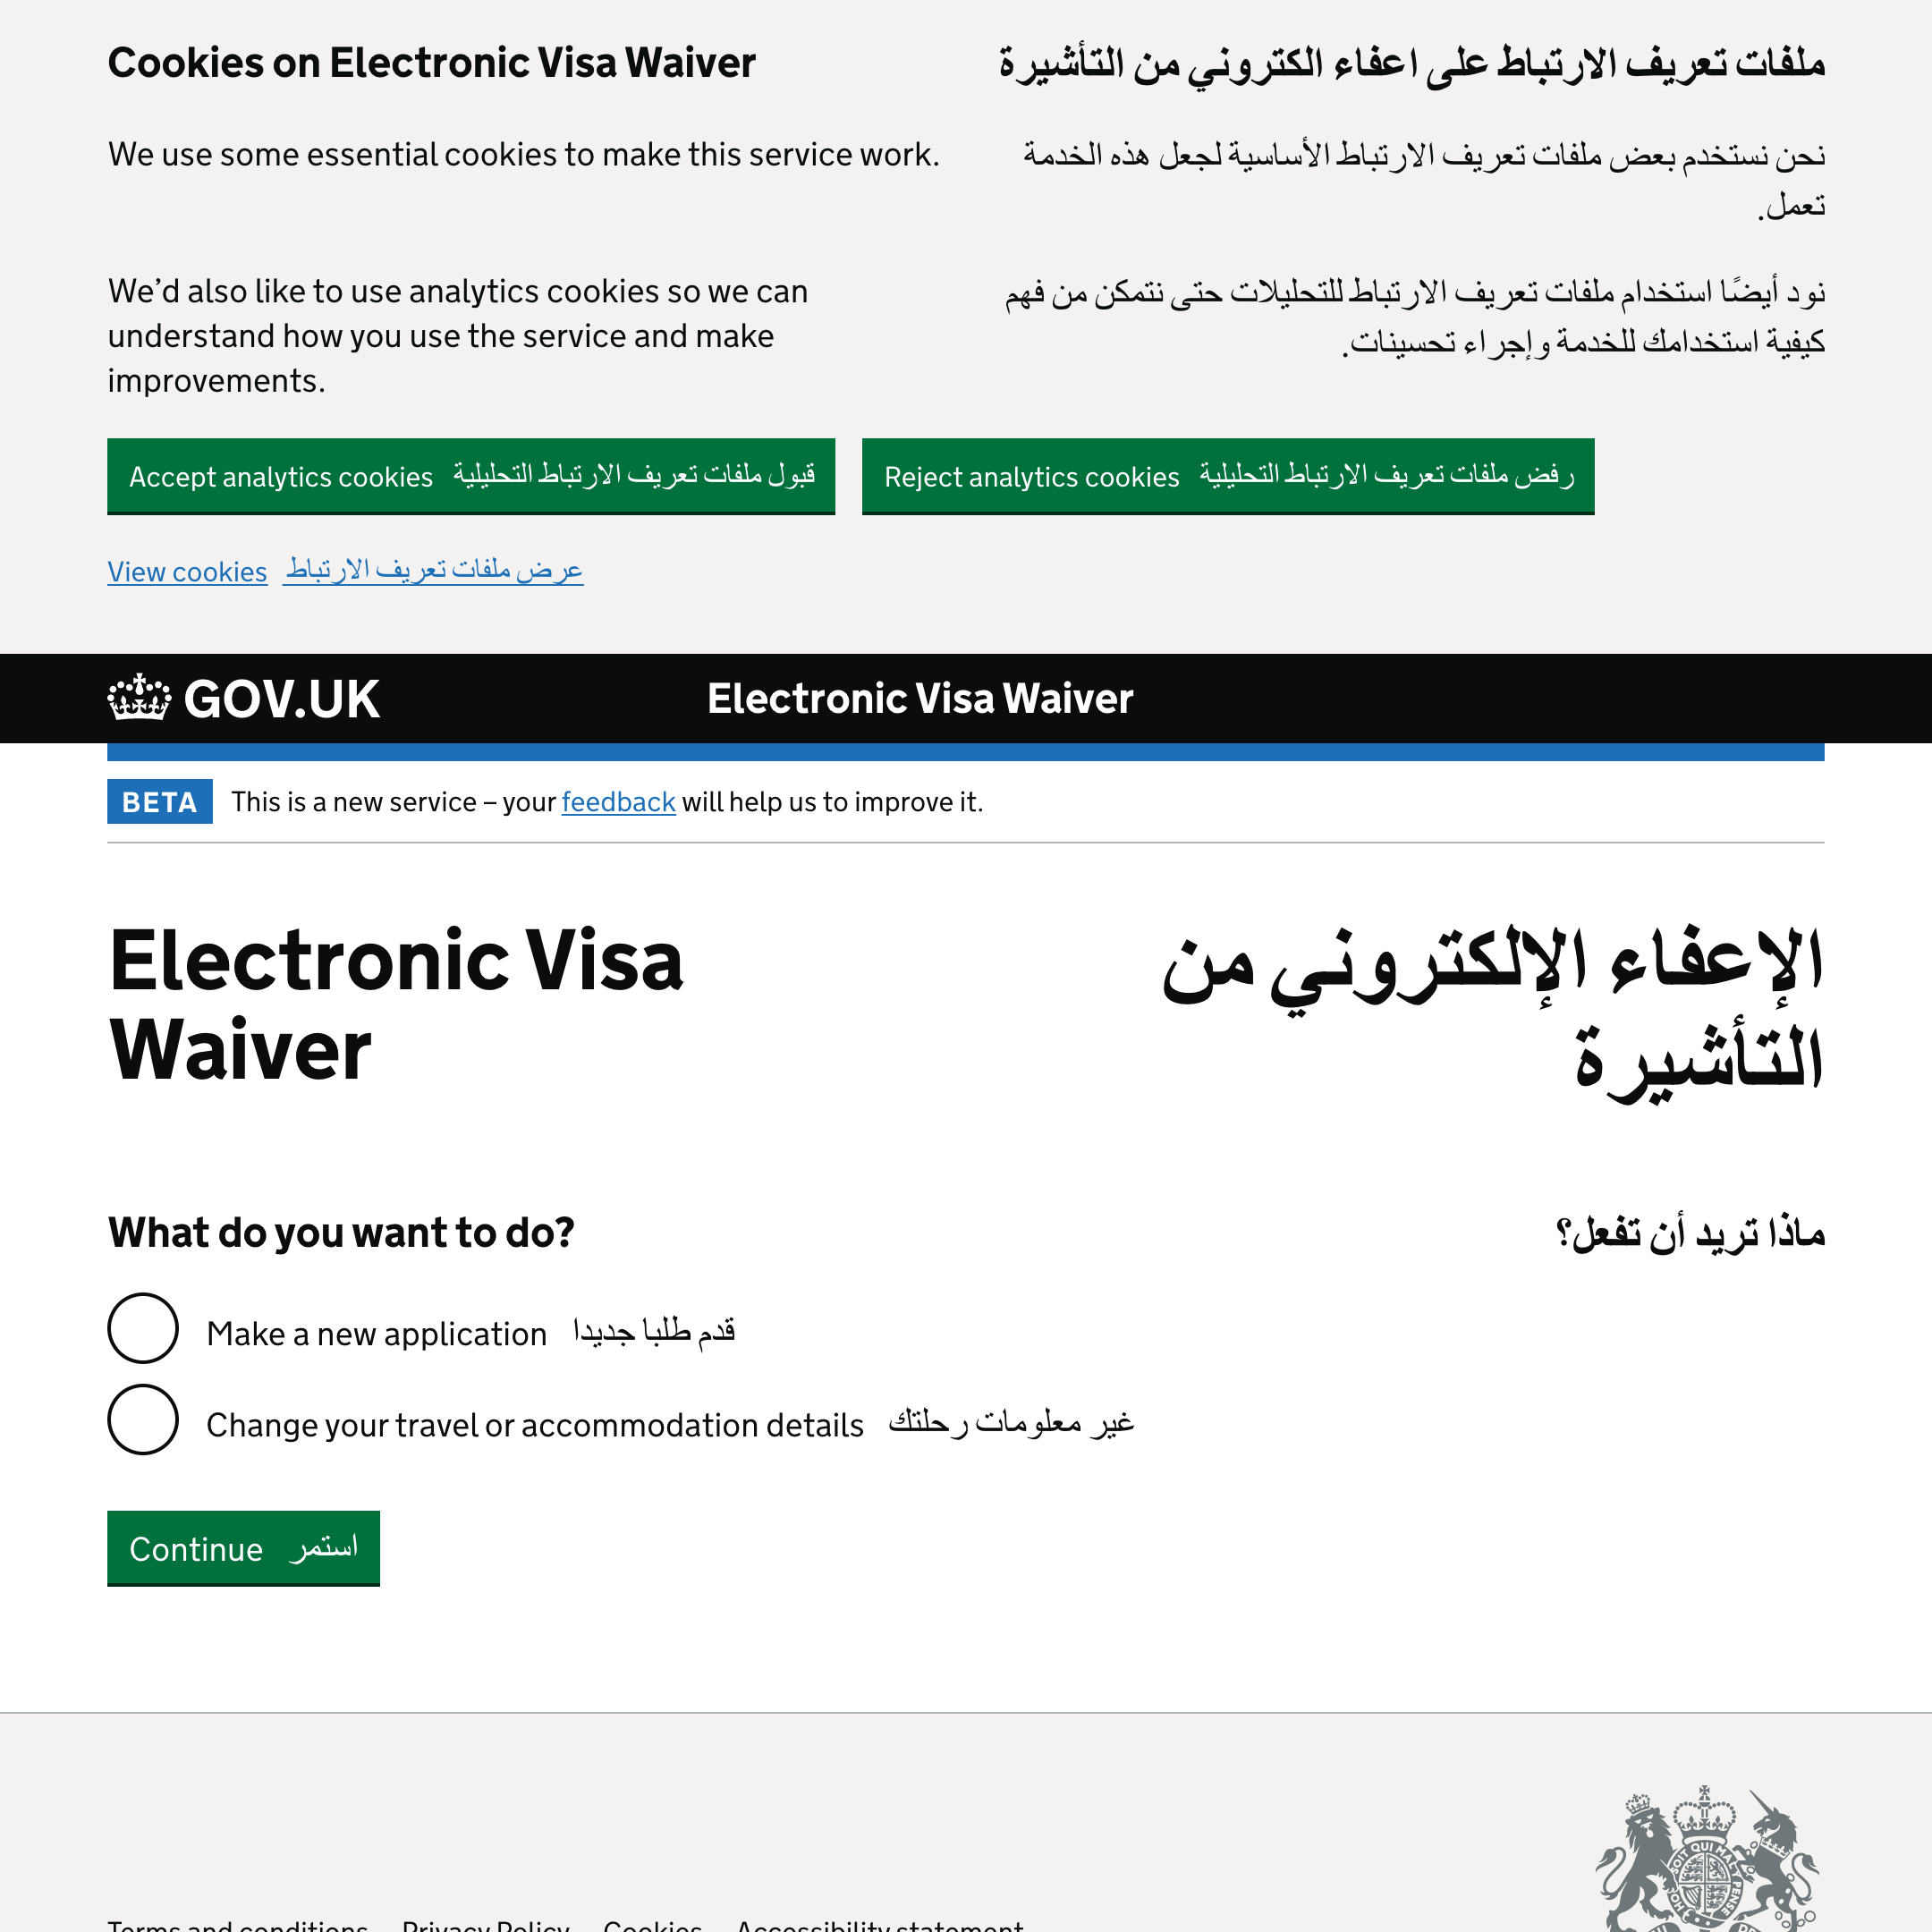 Cookies on Electronic Visa Waiver
ملفات تعريف الارتباط على اعفاء الكتروني من التأشيرة
We use some essential cookies to make this service work.
نحن نستخدم بعض ملفات تعريف الارتباط الأساسية لجعل هذه الخدمة
تعمل.
We’d also like to use analytics cookies so we can
understand how you use the service and make
improvements.
نود أيضًا استخدام ملفات تعريف الارتباط للتحليلات حتى نتمكن من فهم
كيفية استخدامك للخدمة وإجراء تحسينات.
Accept analytics cookies قبول ملفات تعريف الارتباط التحليلية
Reject analytics cookies رفض ملفات تعريف الارتباط التحليلية
View cookies عرض ملفات تعريف الارتباط
GOV.UK
Electronic Visa Waiver
BETA This is a new service – your feedback will help us to improve it.
Electronic Visa
Waiver
الإعفاء الإلكتروني من
التأشيرة
What do you want to do?
ماذا تريد أن تفعل؟
Make a new application قدم طلبا جديدا
Change your travel or accommodation details غير معلومات رحلتك
Continue استمر
Terms and conditions Privacy Policy Cookies Accessibility statement